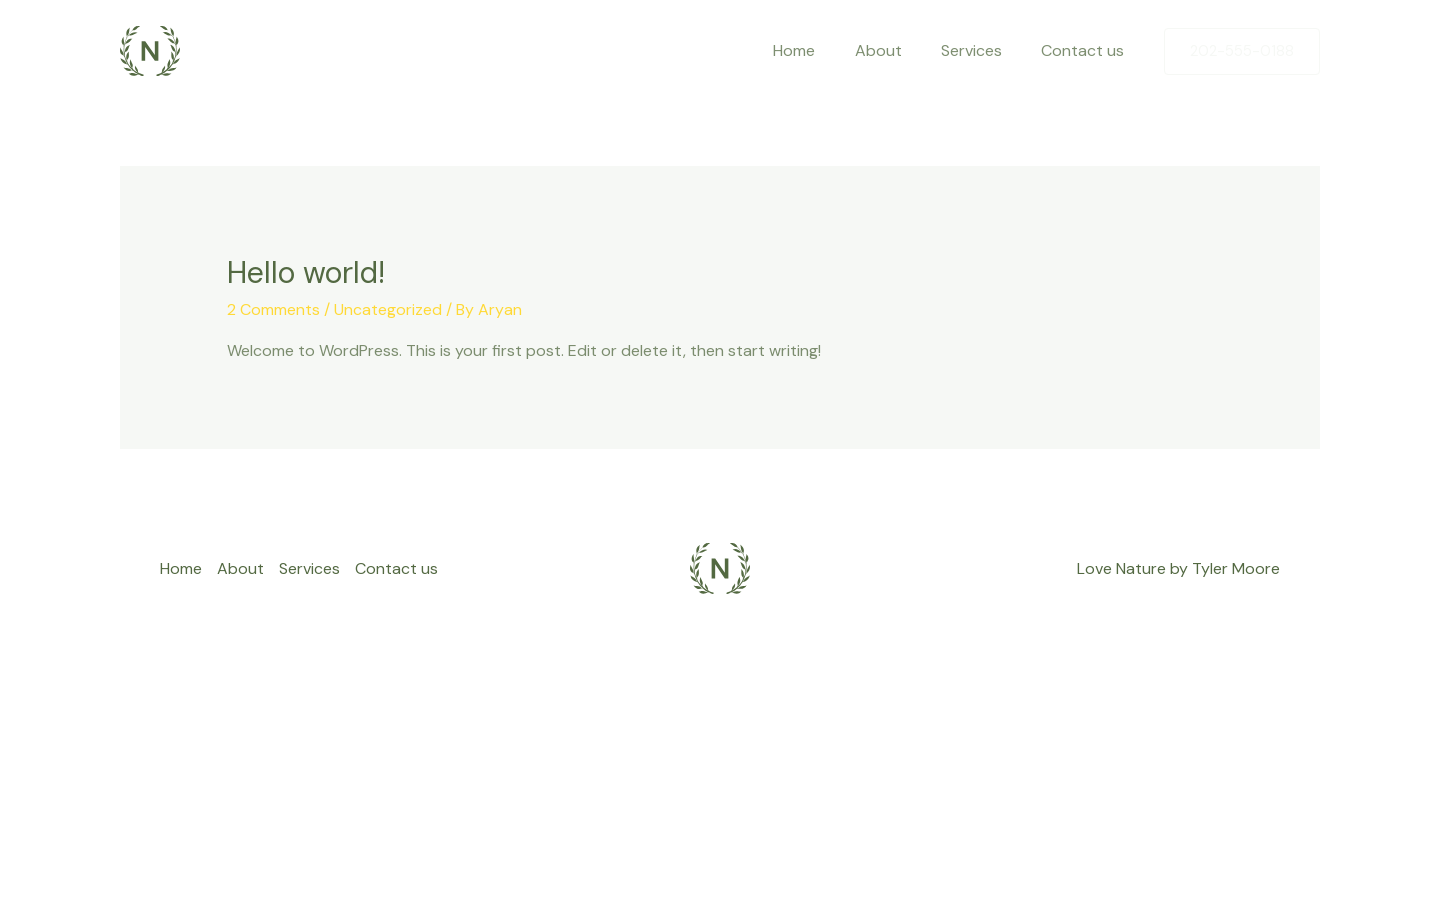 N
Home
About
Services
Contact us
202-555-0188
Hello world!
2 Comments / Uncategorized / By Aryan
Welcome to WordPress. This is your first post. Edit or delete it, then start writing!
Home
About
Services
Contact us
N
Love Nature by Tyler Moore